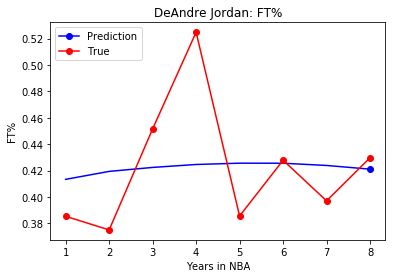 DeAndre Jordan: FT%
Prediction
True
FT%
0.52
0.50
0.48
0.46
0.44
0.42
0.40
0.38
1 2 3 4 5 6 7 8
Years in NBA